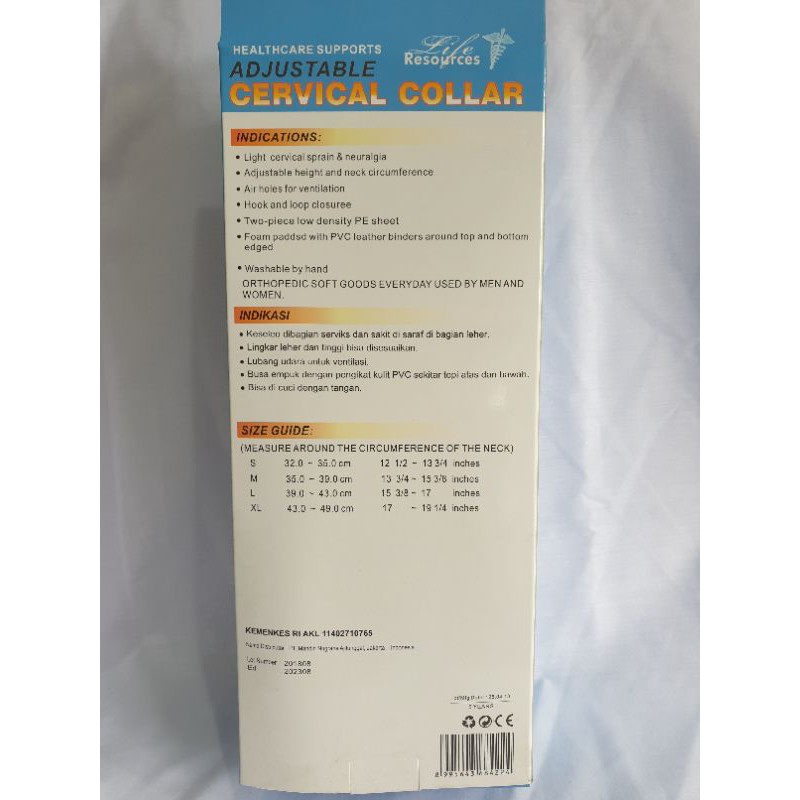 HEALTHCARE SUPPORTS
Life
Resources
ADJUSTABLE
CERVICAL COLLAR
INDICATIONS:
• Light cervical sprain & neuralgia
• Adjustable height and neck circumference
• Air holes for ventilation
• Hook and loop closuree
• Two-piece low density PE sheet
• Foam paddsd with PVC leather binders around top and bottom
edged
• Washable by hand
ORTHOPEDIC SOFT GOODS EVERYDAY USED BY MEN AND
WOMEN.
INDIKASI
• Keseleo dibagian serviks dan sakit di saraf di bagian leher.
• Lingkar leher dan tinggi bisa disesuaikan.
• Lubang udara untuk ventilasi.
• Busa empuk dengan pengikat kulit PVC sekitar tepi atas dan bawah.
• Bisa di cuci dengan tangan.
SIZE GUIDE:
(MEASURE AROUND THE CIRCUMFERENCE OF THE NECK)
S 32.0 ~ 35.0 cm 12 1/2 ~ 13 3/4 inches
M 35.0 ~ 39.0 cm 13 3/4 ~ 15 3/8 inches
L 39.0 ~ 43.0 cm 15 3/8 ~ 17 inches
XL 43.0 ~ 49.0 cm 17 ~ 19 1/4 inches
KEMENKES RI AKL 11402710765
Jakarta - Indonesia
Lot Number 201808
Ed 202308
5 YEARS
CE